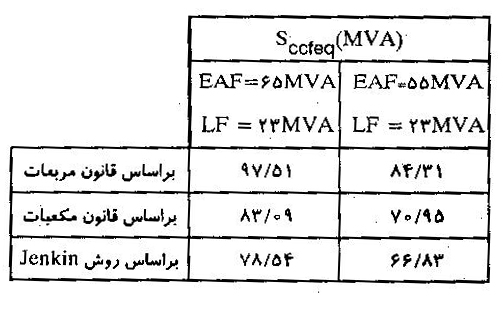 S ccfeq(MVA)
EAF=۶۵MVA EAF=۵۵MVA
LF = ۲۳MVA LF = ۲۳MVA
براساس قانون مربعات ۹۷/۵۱ ۸۴/۳۱
براساس قانون مکعبات ۸۳/۰۹ ۷۰/۹۵
براساس روش Jenkin ۷۸/۵۴ ۶۶/۸۳